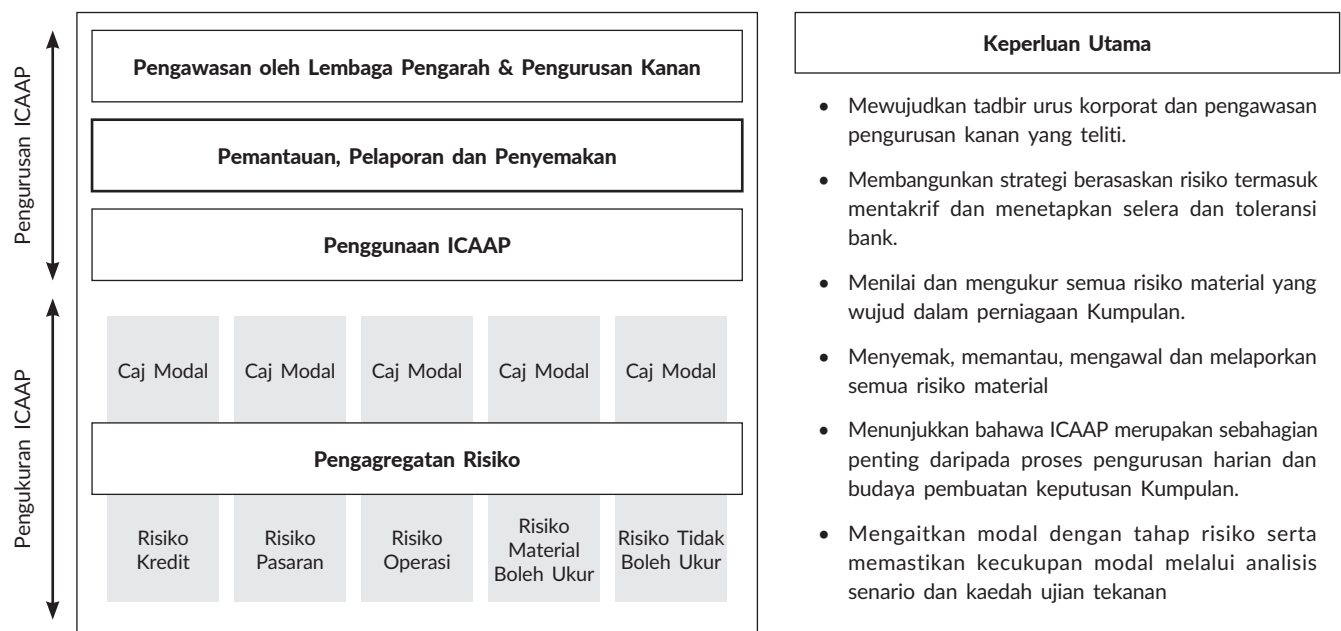 Pengurusan ICAAP
Pengawasan oleh Lembaga Pengarah & Pengurusan Kanan
Pemantauan, Pelaporan dan Penyemakan
Penggunaan ICAAP
Pengukuran ICAAP
Caj Modal
Caj Modal
Caj Modal
Caj Modal
Caj Modal
Pengagregatan Risiko
Risiko
Kredit
Risiko
Pasaran
Risiko
Operasi
Risiko
Material
Boleh Ukur
Risiko Tidak
Boleh Ukur
Keperluan Utama
• Mewujudkan tadbir urus korporat dan pengawasan
pengurusan kanan yang teliti.
• Membangunkan strategi berasaskan risiko termasuk
mentakrif dan menetapkan selera dan toleransi
bank.
• Menilai dan mengukur semua risiko material yang
wujud dalam perniagaan Kumpulan.
• Menyemak, memantau, mengawal dan melaporkan
semua risiko material
• Menunjukkan bahawa ICAAP merupakan sebahagian
penting daripada proses pengurusan harian dan
budaya pembuatan keputusan Kumpulan.
• Mengaitkan modal dengan tahap risiko serta
memastikan kecukupan modal melalui analisis
senario dan kaedah ujian tekanan